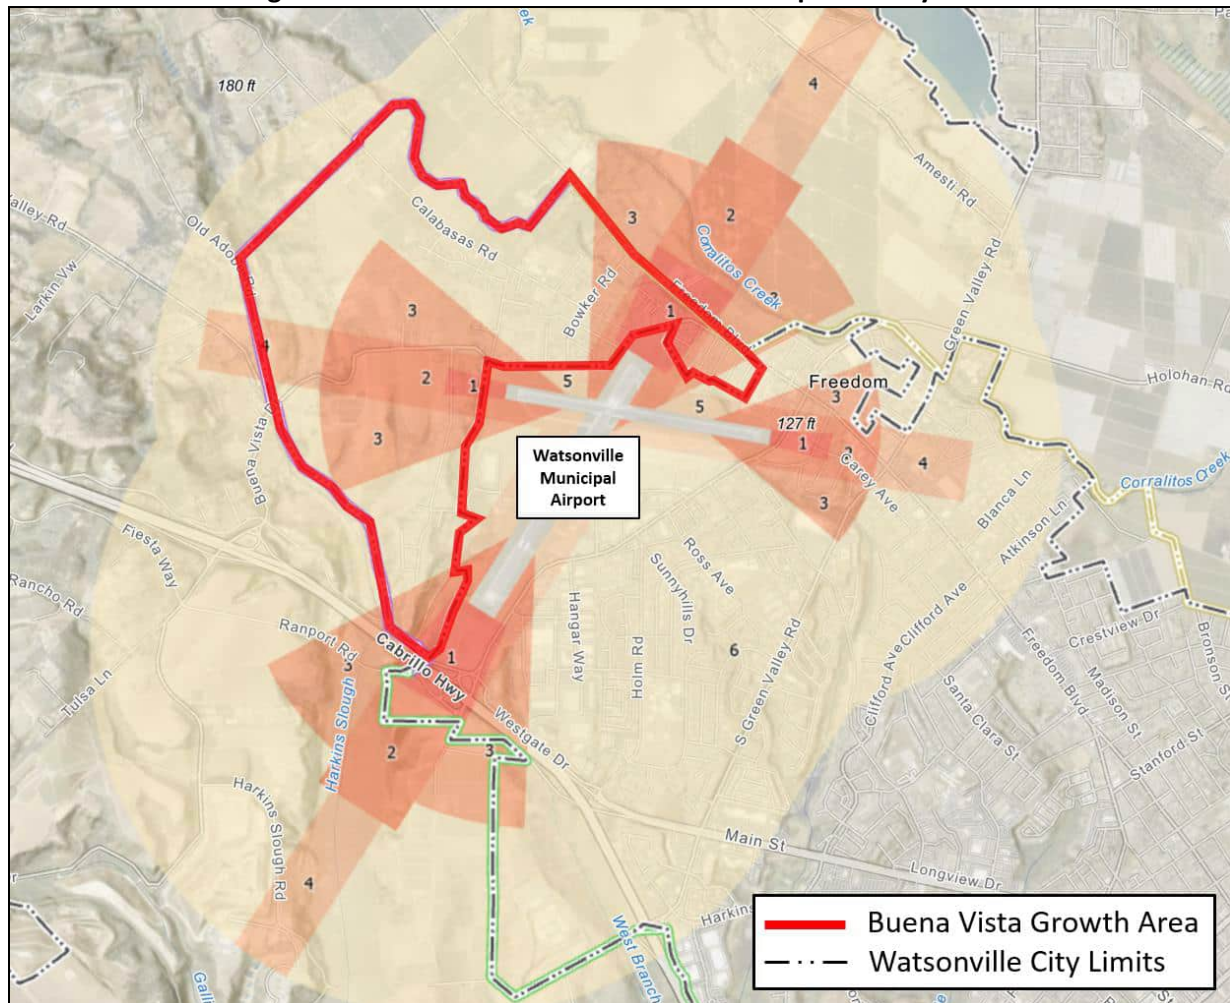 180 ft
4
Amesti Rd
Valley Rd
Old Adobe Rd
Larkin Vw
Calabasas Rd
3
2
Corralitos Creek
Green Valley Rd
Bowker Rd
1
3
4
2
1
5
5
3
Freedom
3
127 ft
Holohan Rd
Buena Vista D
Watsonville
Municipal
Airport
1
2
4
Carey Ave
3
Blanca Ln
Corralitos Creek
Atkinson Ln
Fiesta Way
Ross Ave
Sunnyhills Dr
Rancho Rd
Ranport Rd
Hangar Way
Holm Rd
6
S Green Valley Rd
Clifford Ave
Clifford Ave
Crestview Dr
Bronson St
Freedom Blvd
Madison St
Stanford St
Santa Clara St
Tulsa Ln
Cabrillo Hwy
1
3
Harkins Slough
2
3
Westgate Dr
Harkins Slough Rd
Main St
Longview Dr
4
West Branch
Harkins
Galli
Buena Vista Growth Area
Watsonville City Limits